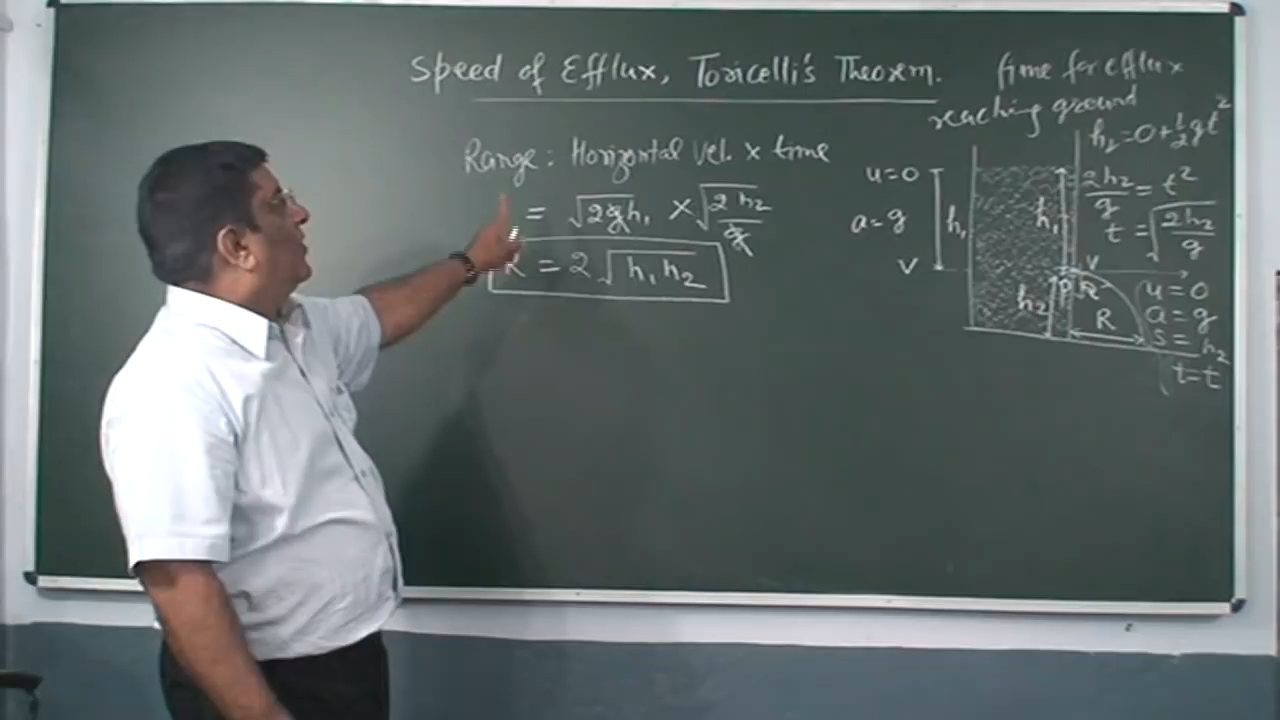 Speed of Efflux, Toricelli's Theorem.
Range: Horizontal Vel. x time
= √2gh₁ × √2h₂/g
R = 2√h₁h₂
time for efflux
reaching ground
h₂ = 0 + ½gt²
2h₂/g = t²
t = √2h₂/g
u=0
a=g
v
h₁
h₁
v
h₂
R
u=0
a=g
s=h₂
t=t